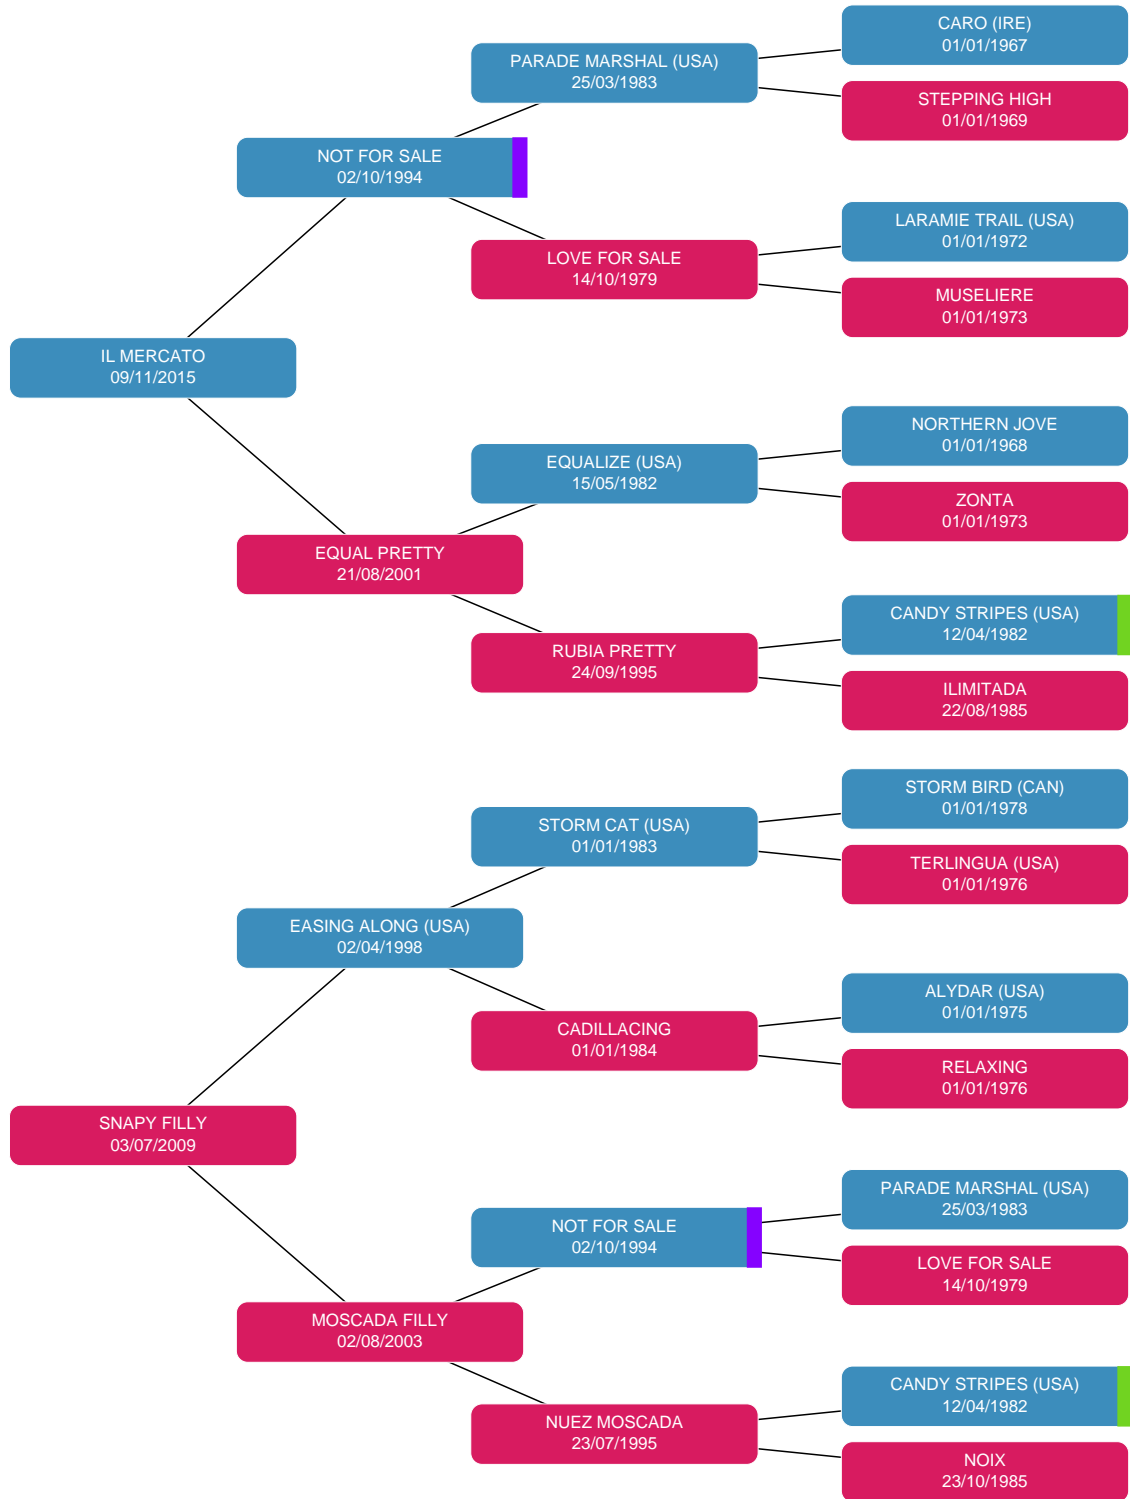 CARO (IRE)
01/01/1967
PARADE MARSHAL (USA)
25/03/1983
STEPPING HIGH
01/01/1969
NOT FOR SALE
02/10/1994
LARAMIE TRAIL (USA)
01/01/1972
LOVE FOR SALE
14/10/1979
MUSELIERE
01/01/1973
IL MERCATO
09/11/2015
NORTHERN JOVE
01/01/1968
EQUALIZE (USA)
15/05/1982
ZONTA
01/01/1973
EQUAL PRETTY
21/08/2001
CANDY STRIPES (USA)
12/04/1982
RUBIA PRETTY
24/09/1995
ILIMITADA
22/08/1985
STORM BIRD (CAN)
01/01/1978
STORM CAT (USA)
01/01/1983
TERLINGUA (USA)
01/01/1976
EASING ALONG (USA)
02/04/1998
ALYDAR (USA)
01/01/1975
CADILLACING
01/01/1984
RELAXING
01/01/1976
SNAPY FILLY
03/07/2009
PARADE MARSHAL (USA)
25/03/1983
NOT FOR SALE
02/10/1994
LOVE FOR SALE
14/10/1979
MOSCADA FILLY
02/08/2003
CANDY STRIPES (USA)
12/04/1982
NUEZ MOSCADA
23/07/1995
NOIX
23/10/1985